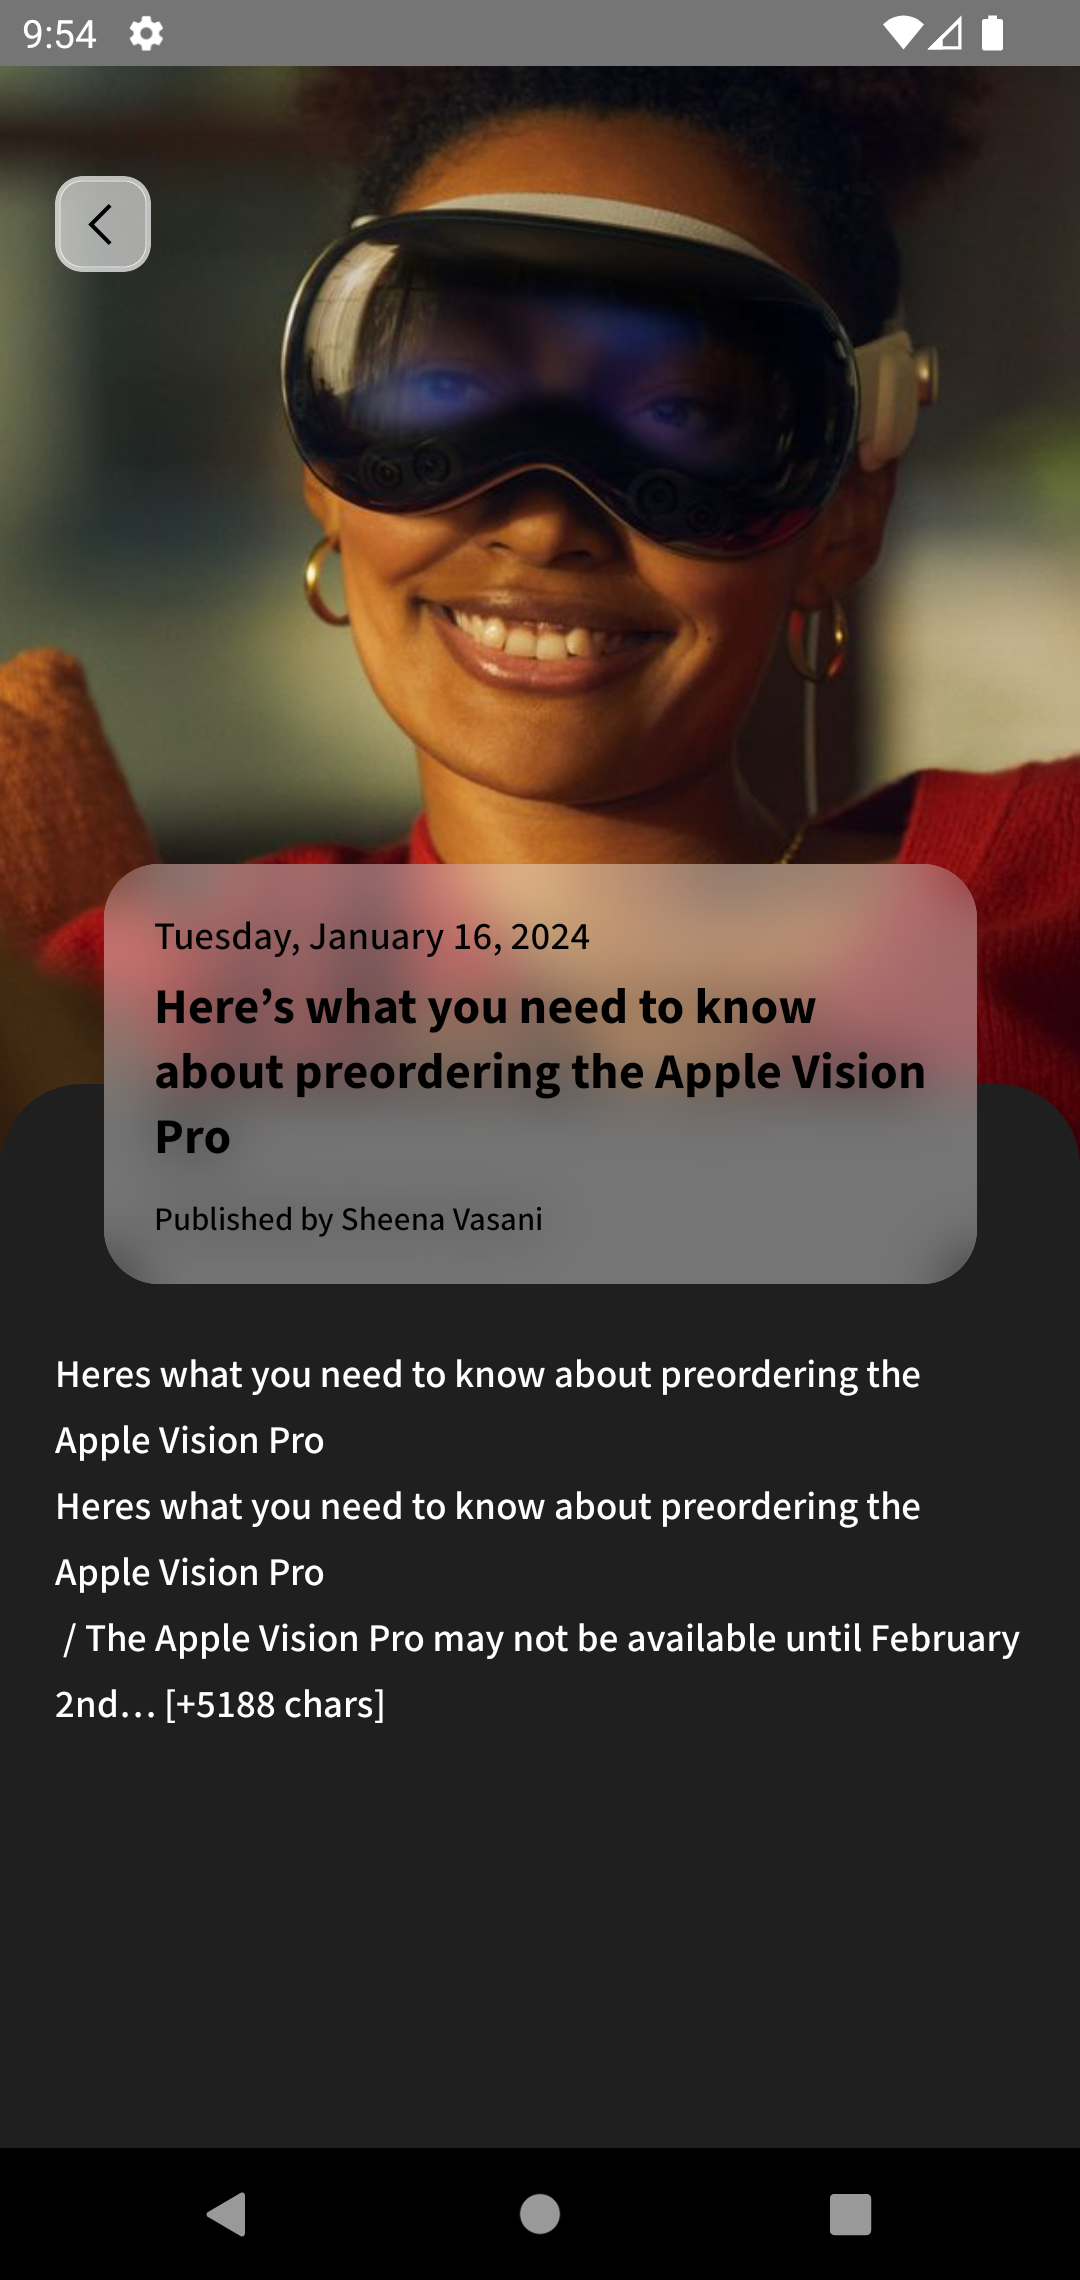 9:54
Tuesday, January 16, 2024
Here’s what you need to know
about preordering the Apple Vision
Pro
Published by Sheena Vasani
Heres what you need to know about preordering the
Apple Vision Pro
Heres what you need to know about preordering the
Apple Vision Pro
/ The Apple Vision Pro may not be available until February
2nd… [+5188 chars]